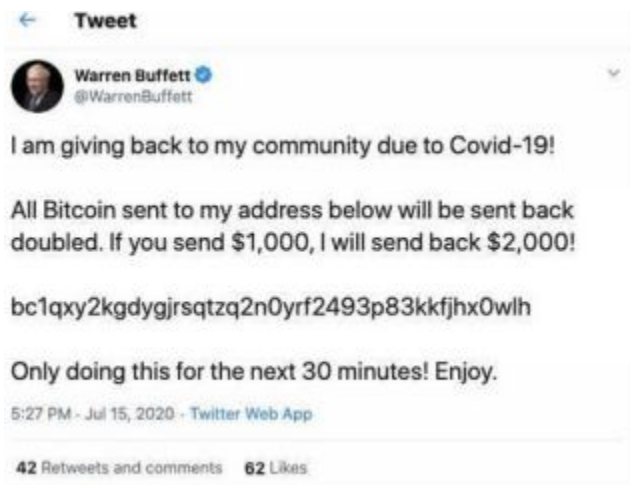 Tweet
Warren Buffett
@WarrenBuffett
I am giving back to my community due to Covid-19!
All Bitcoin sent to my address below will be sent back
doubled. If you send $1,000, I will send back $2,000!
bc1qxy2kgdygjrsqtzq2n0yrf2493p83kkfjhx0wlh
Only doing this for the next 30 minutes! Enjoy.
5:27 PM - Jul 15, 2020 - Twitter Web App
42 Retweets and comments 62 Likes